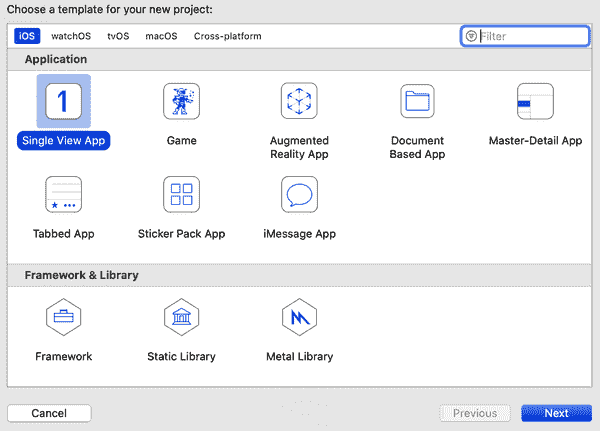 Choose a template for your new project:
iOS watchOS tvOS macOS Cross-platform Filter
Application
1
Single View App Game Augmented Reality App Document Based App Master-Detail App
Tabbed App Sticker Pack App iMessage App
Framework & Library
Framework Static Library Metal Library
Cancel Previous Next